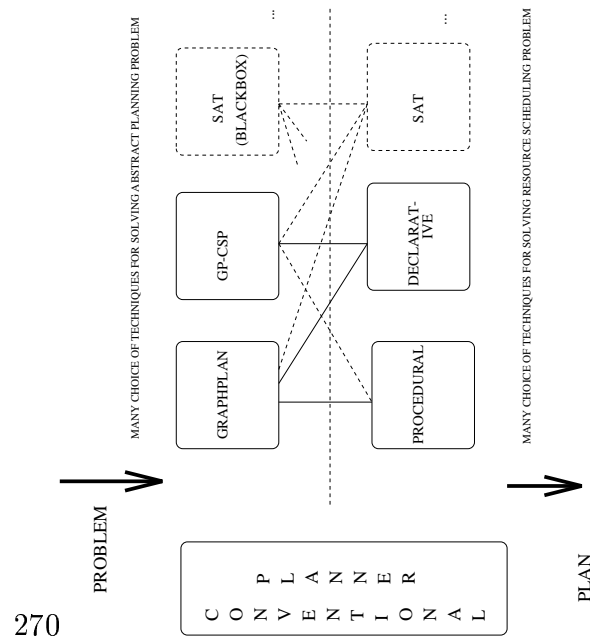 PROBLEM
MANY CHOICE OF TECHNIQUES FOR SOLVING ABSTRACT PLANNING PROBLEM
GRAPHPLAN
GP-CSP
SAT
(BLACKBOX)
...
CONVENTIONAL
PLANNER
PROCEDURAL
DECLARAT-
IVE
SAT
...
MANY CHOICE OF TECHNIQUES FOR SOLVING RESOURCE SCHEDULING PROBLEM
PLAN
270